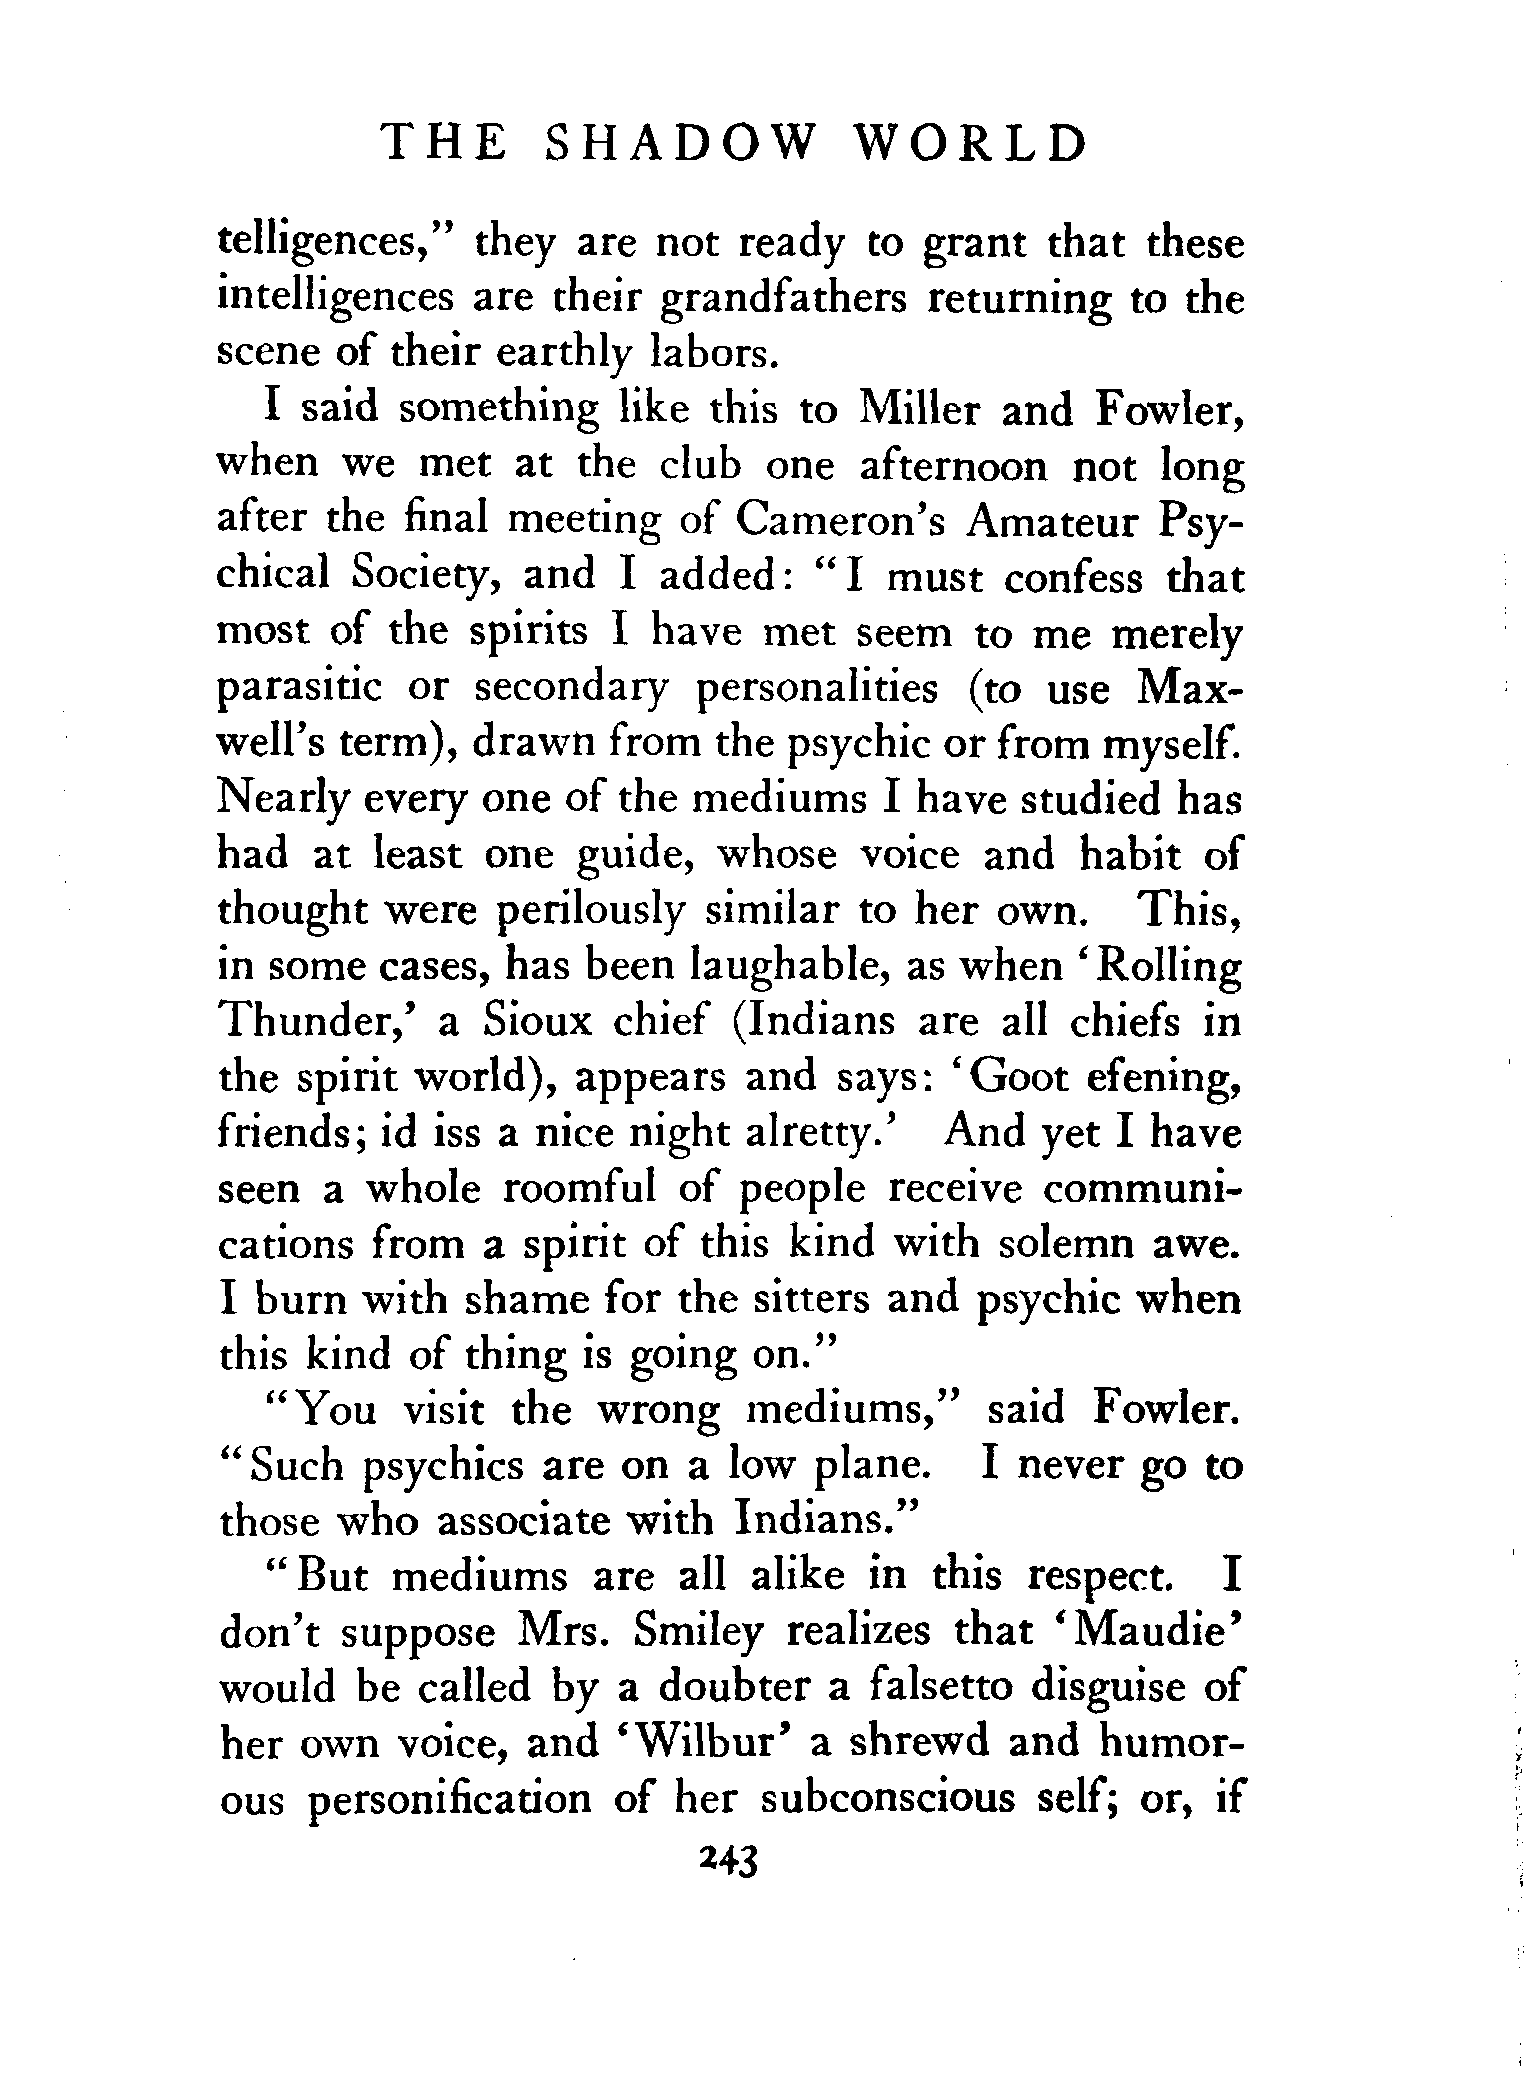 THE SHADOW WORLD
telligences,” they are not ready to grant that these
intelligences are their grandfathers returning to the
scene of their earthly labors.
I said something like this to Miller and Fowler,
when we met at the club one afternoon not long
after the final meeting of Cameron’s Amateur Psy-
chical Society, and I added: “I must confess that
most of the spirits I have met seem to me merely
parasitic or secondary personalities (to use Max-
well’s term), drawn from the psychic or from myself.
Nearly every one of the mediums I have studied has
had at least one guide, whose voice and habit of
thought were perilously similar to her own. This,
in some cases, has been laughable, as when ‘Rolling
Thunder,’ a Sioux chief (Indians are all chiefs in
the spirit world), appears and says: ‘Goot efening,
friends; id iss a nice night alretty.’ And yet I have
seen a whole roomful of people receive communi-
cations from a spirit of this kind with solemn awe.
I burn with shame for the sitters and psychic when
this kind of thing is going on.”
“You visit the wrong mediums,” said Fowler.
“Such psychics are on a low plane. I never go to
those who associate with Indians.”
“But mediums are all alike in this respect. I
don’t suppose Mrs. Smiley realizes that ‘Maudie’
would be called by a doubter a falsetto disguise of
her own voice, and ‘Wilbur’ a shrewd and humor-
ous personification of her subconscious self; or, if
243